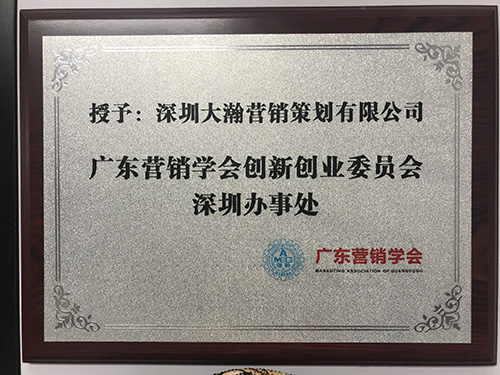 授予：深圳大瀚营销策划有限公司
广东营销学会创新创业委员会
深圳办事处
广东营销学会
MARKETING ASSOCIATION OF GUANGDONG